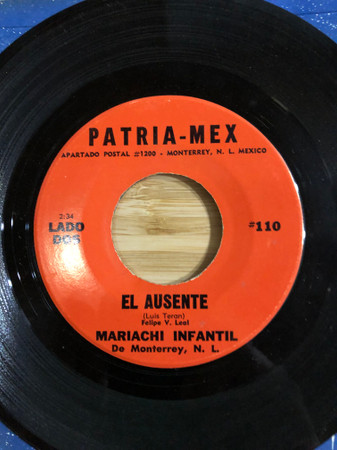 PATRIA-MEX
APARTADO POSTAL #1200 - MONTERREY, N. L. MEXICO
2:34
LADO
DOS
#110
EL AUSENTE
(Luis Teran)
Felipe V. Leal
MARIACHI INFANTIL
De Monterrey, N. L.